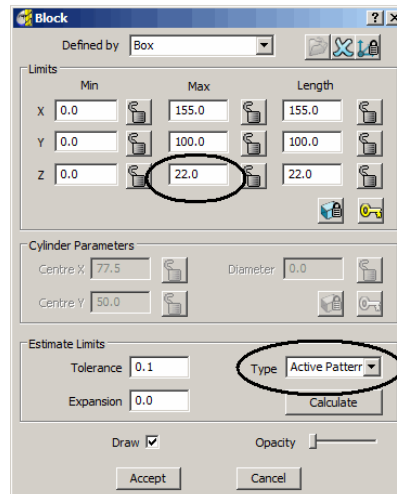 Block
Defined by Box
Limits
Min Max Length
X 0.0 155.0 155.0
Y 0.0 100.0 100.0
Z 0.0 22.0 22.0
Cylinder Parameters
Centre X 77.5 Diameter 0.0
Centre Y 50.0
Estimate Limits
Tolerance 0.1 Type Active Patterr
Expansion 0.0 Calculate
Draw Opacity
Accept Cancel